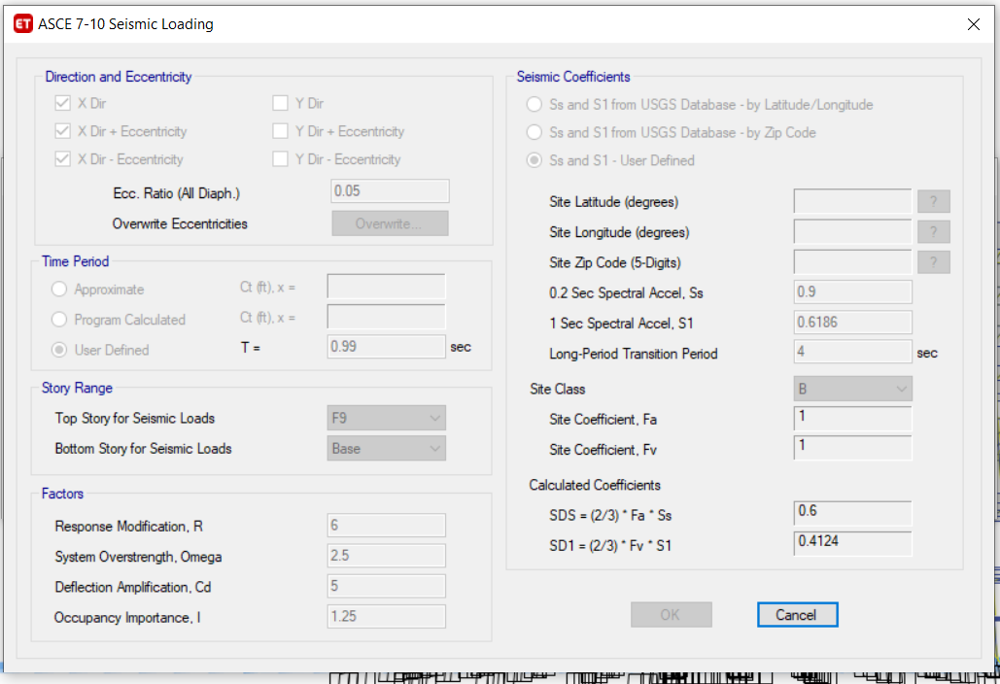 ET ASCE 7-10 Seismic Loading
Direction and Eccentricity
X Dir Y Dir
X Dir + Eccentricity Y Dir + Eccentricity
X Dir - Eccentricity Y Dir - Eccentricity
Ecc. Ratio (All Diaph.) 0.05
Overwrite Eccentricities Overwrite...
Time Period
Approximate Ct (ft), x =
Program Calculated Ct (ft), x =
User Defined T = 0.99 sec
Story Range
Top Story for Seismic Loads F9
Bottom Story for Seismic Loads Base
Factors
Response Modification, R 6
System Overstrength, Omega 2.5
Deflection Amplification, Cd 5
Occupancy Importance, I 1.25
Seismic Coefficients
Ss and S1 from USGS Database - by Latitude/Longitude
Ss and S1 from USGS Database - by Zip Code
Ss and S1 - User Defined
Site Latitude (degrees) ?
Site Longitude (degrees) ?
Site Zip Code (5-Digits) ?
0.2 Sec Spectral Accel, Ss 0.9
1 Sec Spectral Accel, S1 0.6186
Long-Period Transition Period 4 sec
Site Class B
Site Coefficient, Fa 1
Site Coefficient, Fv 1
Calculated Coefficients
SDS = (2/3) * Fa * Ss 0.6
SD1 = (2/3) * Fv * S1 0.4124
OK Cancel